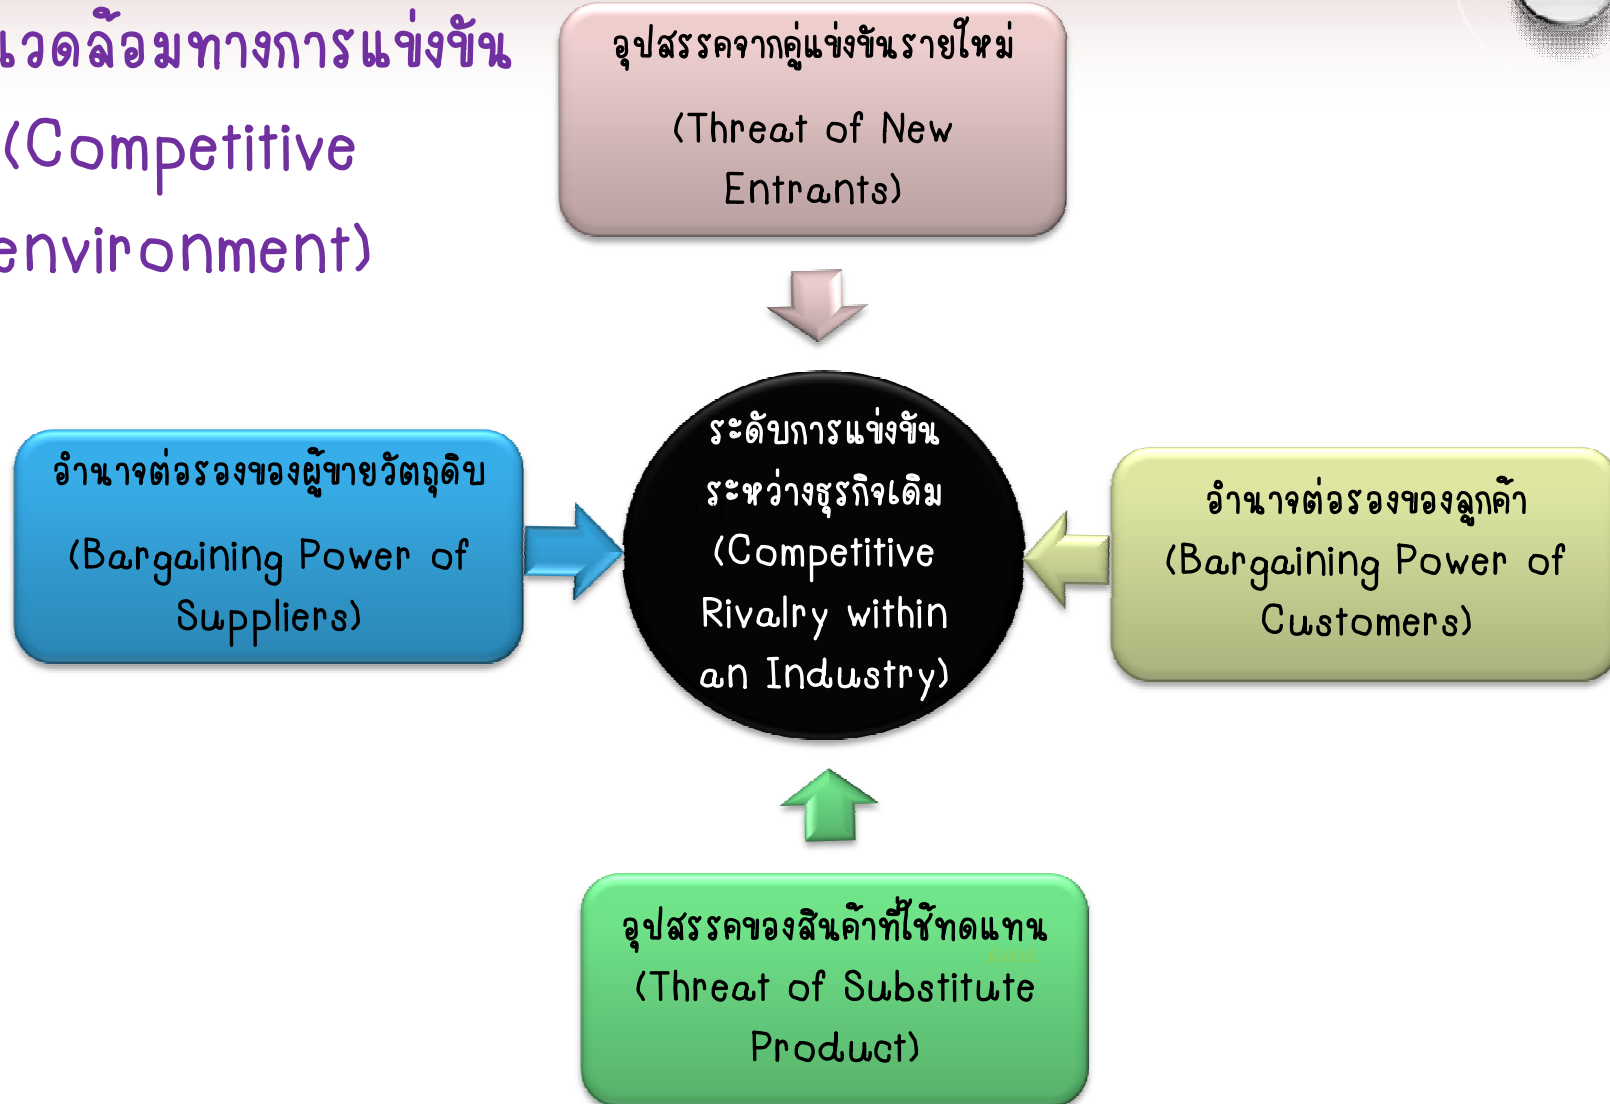 แวดล้อมทางการแข่งขัน
(Competitive
environment)
อุปสรรคจากคู่แข่งขันรายใหม่
(Threat of New
Entrants)
อำนาจต่อรองของผู้ขายวัตถุดิบ
(Bargaining Power of
Suppliers)
ระดับการแข่งขัน
ระหว่างธุรกิจเดิม
(Competitive
Rivalry within
an Industry)
อำนาจต่อรองของลูกค้า
(Bargaining Power of
Customers)
อุปสรรคของสินค้าที่ใช้ทดแทน
(Threat of Substitute
Product)